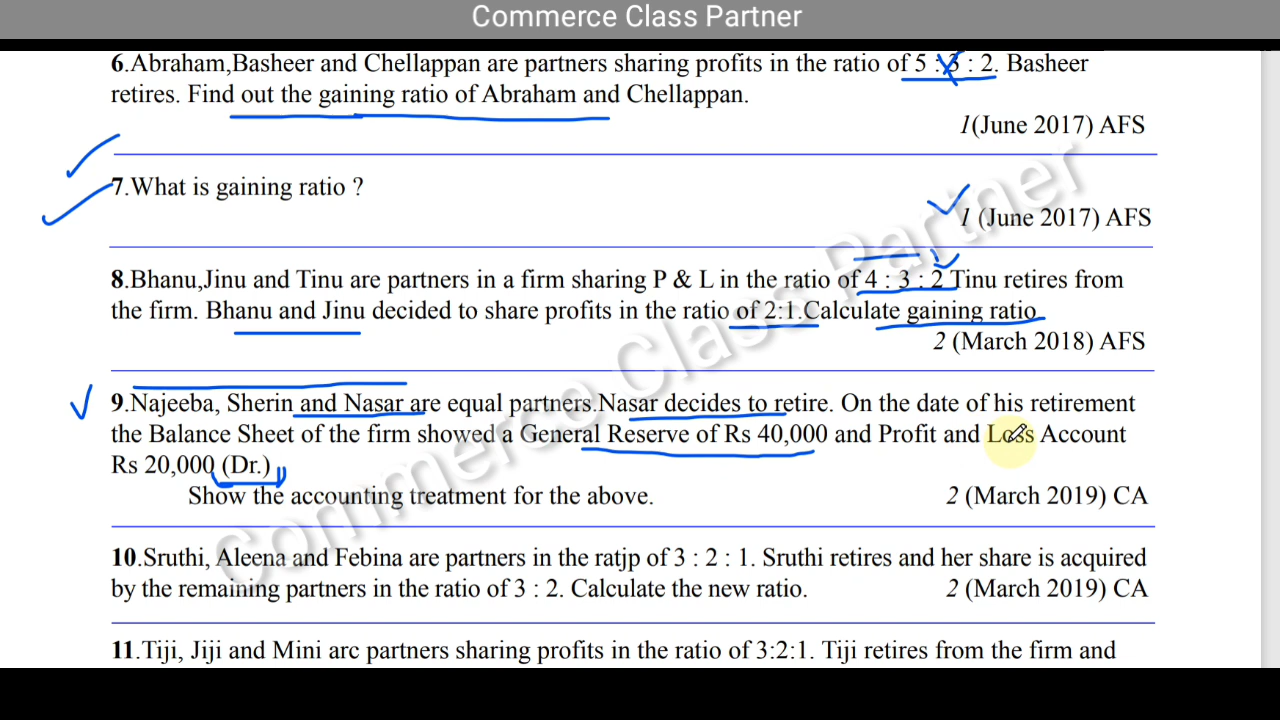 Commerce Class Partner
6.Abraham,Basheer and Chellappan are partners sharing profits in the ratio of 5 : 3 : 2. Basheer
retires. Find out the gaining ratio of Abraham and Chellappan.
1(June 2017) AFS
7.What is gaining ratio ?
1 (June 2017) AFS
8.Bhanu,Jinu and Tinu are partners in a firm sharing P & L in the ratio of 4 : 3 : 2 Tinu retires from
the firm. Bhanu and Jinu decided to share profits in the ratio of 2:1.Calculate gaining ratio
2 (March 2018) AFS
9.Najeeba, Sherin and Nasar are equal partners.Nasar decides to retire. On the date of his retirement
the Balance Sheet of the firm showed a General Reserve of Rs 40,000 and Profit and Loss Account
Rs 20,000 (Dr.)
Show the accounting treatment for the above. 2 (March 2019) CA
10.Sruthi, Aleena and Febina are partners in the ratjp of 3 : 2 : 1. Sruthi retires and her share is acquired
by the remaining partners in the ratio of 3 : 2. Calculate the new ratio. 2 (March 2019) CA
11.Tiji, Jiji and Mini arc partners sharing profits in the ratio of 3:2:1. Tiji retires from the firm and
Commerce Class Partner